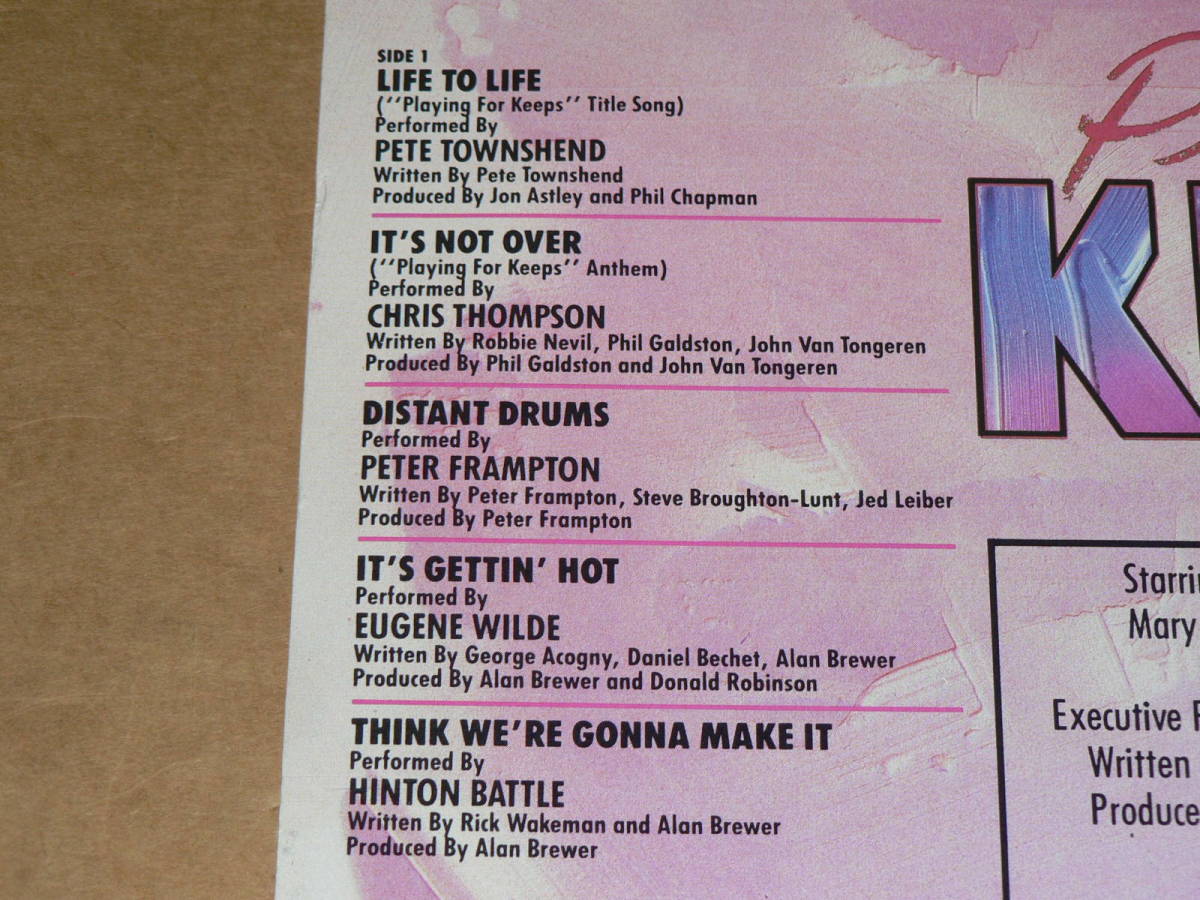 SIDE 1
LIFE TO LIFE
(''Playing For Keeps'' Title Song)
Performed By
PETE TOWNSHEND
Written By Pete Townshend
Produced By Jon Astley and Phil Chapman
IT'S NOT OVER
(''Playing For Keeps'' Anthem)
Performed By
CHRIS THOMPSON
Written By Robbie Nevil, Phil Galdston, John Van Tongeren
Produced By Phil Galdston and John Van Tongeren
DISTANT DRUMS
Performed By
PETER FRAMPTON
Written By Peter Frampton, Steve Broughton-Lunt, Jed Leiber
Produced By Peter Frampton
IT'S GETTIN' HOT
Performed By
EUGENE WILDE
Written By George Acogny, Daniel Bechet, Alan Brewer
Produced By Alan Brewer and Donald Robinson
THINK WE'RE GONNA MAKE IT
Performed By
HINTON BATTLE
Written By Rick Wakeman and Alan Brewer
Produced By Alan Brewer
P
K
Mary
Executive
Written